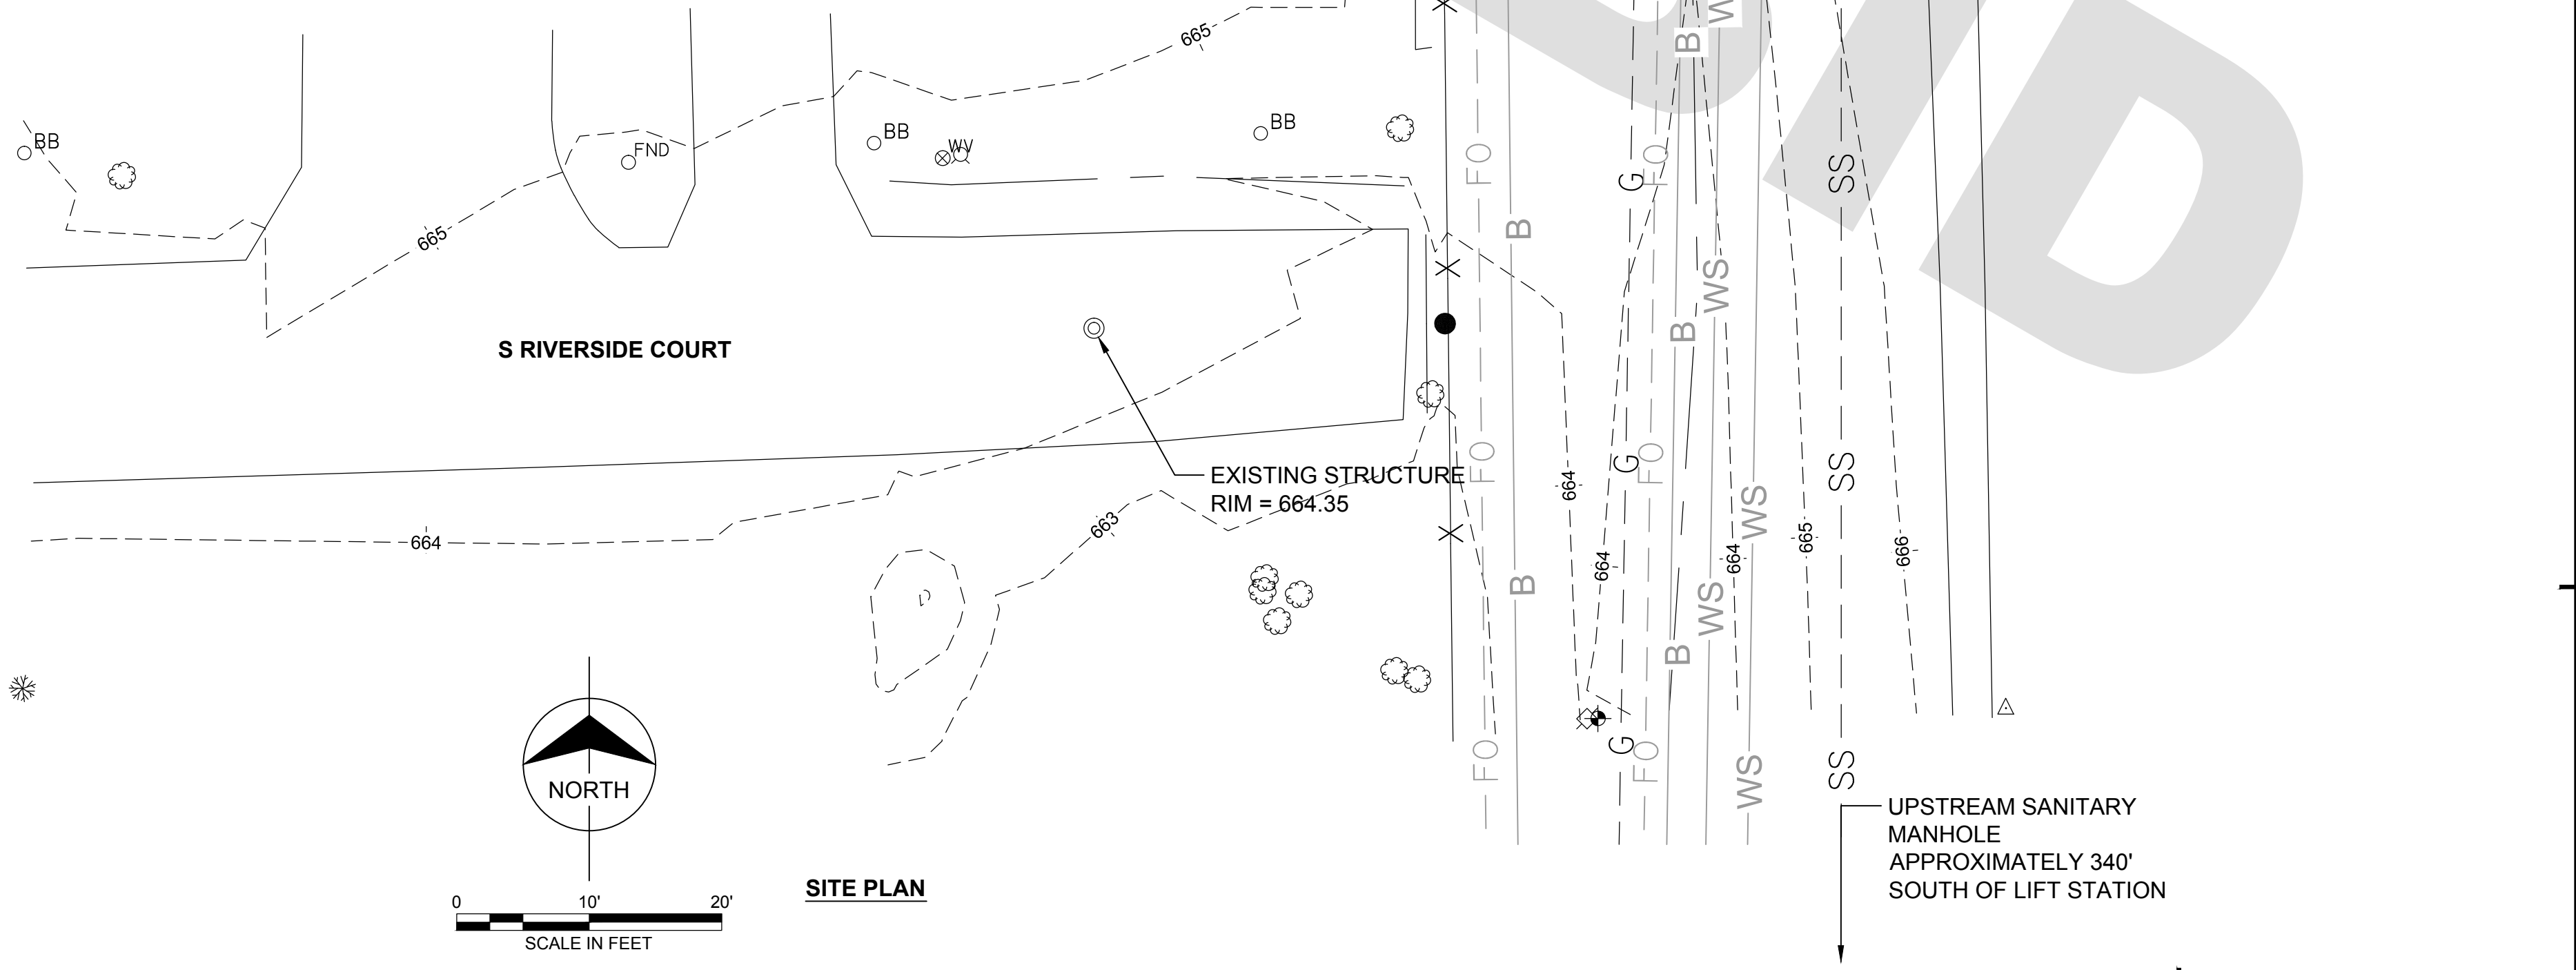 665
W
B
BB
BB
WV
BB
FND
FO
FO
G
SS
B
665
WS
B
S RIVERSIDE COURT
EXISTING STRUCTURE
RIM = 664.35
FO
G
FO
SS
664
WS
664
663
665
666
664
664
B
WS
B
NORTH
G
FO
FO
WS
SS
UPSTREAM SANITARY
MANHOLE
APPROXIMATELY 340'
SOUTH OF LIFT STATION
SITE PLAN
0 10' 20'
SCALE IN FEET